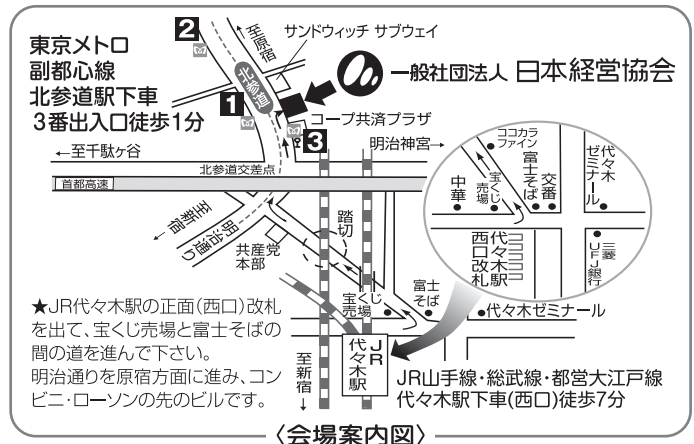 東京メトロ
副都心線
北参道駅下車
3番出入口徒歩1分
2
至原宿
サンドウィッチ サブウェイ
北参道
一般社団法人 日本経営協会
1
コープ共済プラザ
3
明治神宮→
←至千駄ヶ谷
北参道交差点
首都高速
至新宿
明治通り
共産党
本部
踏切
宝くじ
売場
富士
そば
代々木ゼミナール
ココカラ
ファイン
中華
宝くじ
売場
富士そば
交番
代々木
ゼミナール
代々木駅
西口改札
三菱
UFJ銀行
★JR代々木駅の正面(西口)改札
を出て、宝くじ売場と富士そばの
間の道を進んで下さい。
明治通りを原宿方面に進み、コン
ビニ・ローソンの先のビルです。
至新宿
JR
代々木駅
JR山手線・総武線・都営大江戸線
代々木駅下車(西口)徒歩7分
〈会場案内図〉